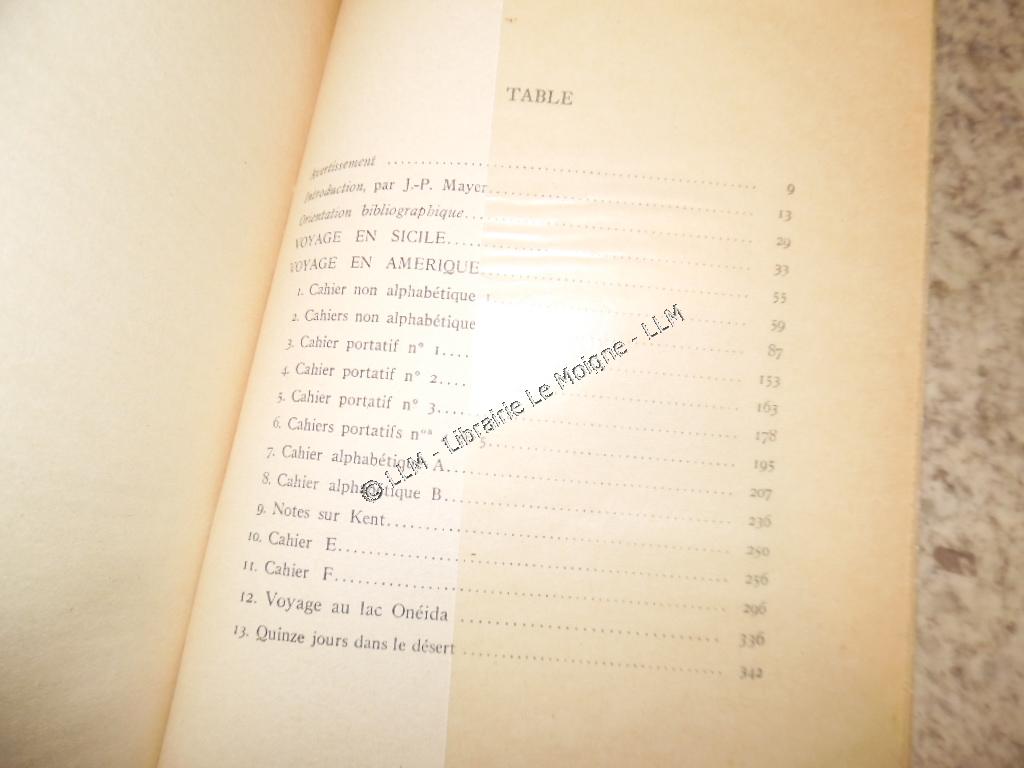 TABLE
Avertissement ........................ 9
Introduction, par J.-P. Mayer........................ 13
Orientation bibliographique........................ 29
VOYAGE EN SICILE........................ 33
VOYAGE EN AMERIQUE........................ 55
1. Cahier non alphabétique 1........................ 59
2. Cahiers non alphabétique ........................ 87
3. Cahier portatif n° 1........................ 153
4. Cahier portatif n° 2........................ 163
5. Cahier portatif n° 3........................ 178
6. Cahiers portatifs nos 5........................ 195
7. Cahier alphabétique A........................ 207
8. Cahier alphabétique B........................ 236
9. Notes sur Kent........................ 250
10. Cahier E........................ 256
11. Cahier F........................ 296
12. Voyage au lac Onéida ........................ 336
13. Quinze jours dans le désert ........................ 342
© LLM - Librairie Le Moigne - LLM